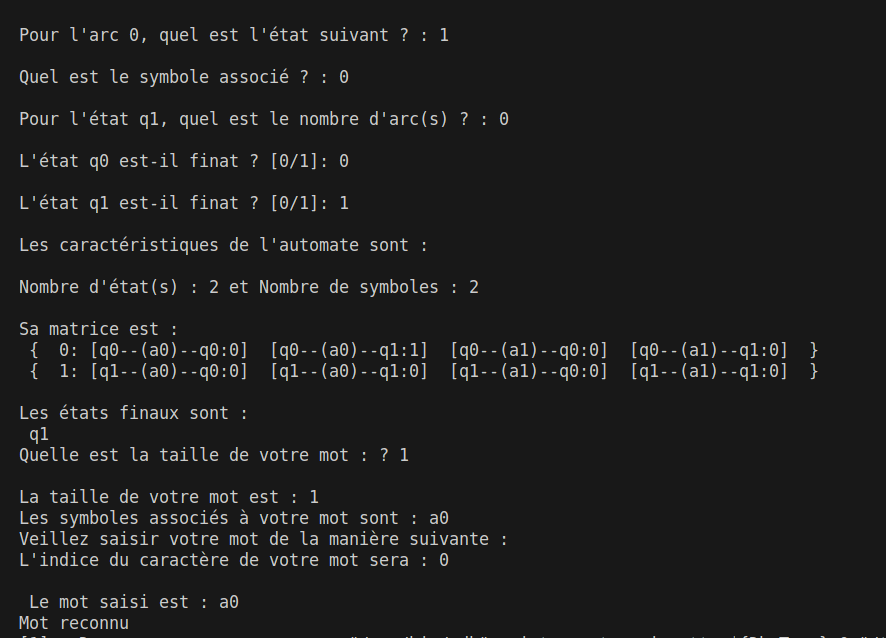 Pour l'arc 0, quel est l'état suivant ? : 1
Quel est le symbole associé ? : 0
Pour l'état q1, quel est le nombre d'arc(s) ? : 0
L'état q0 est-il finat ? [0/1]: 0
L'état q1 est-il finat ? [0/1]: 1
Les caractéristiques de l'automate sont :
Nombre d'état(s) : 2 et Nombre de symboles : 2
Sa matrice est :
{  0: [q0--(a0)--q0:0]  [q0--(a0)--q1:1]  [q0--(a1)--q0:0]  [q0--(a1)--q1:0]  }
{  1: [q1--(a0)--q0:0]  [q1--(a0)--q1:0]  [q1--(a1)--q0:0]  [q1--(a1)--q1:0]  }
Les états finaux sont :
q1
Quelle est la taille de votre mot : ? 1
La taille de votre mot est : 1
Les symboles associés à votre mot sont : a0
Veillez saisir votre mot de la manière suivante :
L'indice du caractère de votre mot sera : 0
Le mot saisi est : a0
Mot reconnu